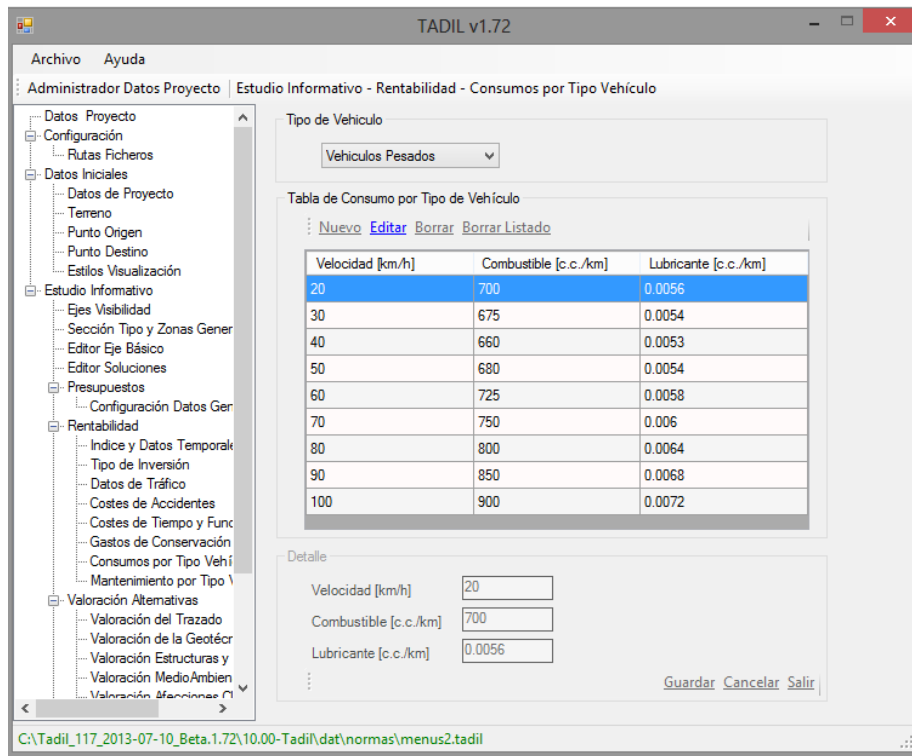 TADIL v1.72
Archivo Ayuda
Administrador Datos Proyecto Estudio Informativo - Rentabilidad - Consumos por Tipo Vehículo
Datos Proyecto
Configuración
Rutas Ficheros
Datos Iniciales
Datos de Proyecto
Terreno
Punto Origen
Punto Destino
Estilos Visualización
Estudio Informativo
Ejes Visibilidad
Sección Tipo y Zonas Gener
Editor Eje Básico
Editor Soluciones
Presupuestos
Configuración Datos Gen
Rentabilidad
Indice y Datos Temporale
Tipo de Inversión
Datos de Tráfico
Costes de Accidentes
Costes de Tiempo y Func
Gastos de Conservación
Consumos por Tipo Vehí
Mantenimiento por Tipo V
Valoración Alternativas
Valoración del Trazado
Valoración de la Geotécr
Valoración Estructuras y
Valoración MedioAmbien
Valoración Afecciones
Tipo de Vehiculo
Vehiculos Pesados
Tabla de Consumo por Tipo de Vehículo
Nuevo Editar Borrar Borrar Listado
Velocidad [km/h] Combustible [c.c./km] Lubricante [c.c./km]
20 700 0.0056
30 675 0.0054
40 660 0.0053
50 680 0.0054
60 725 0.0058
70 750 0.006
80 800 0.0064
90 850 0.0068
100 900 0.0072
Detalle
Velocidad [km/h] 20
Combustible [c.c./km] 700
Lubricante [c.c./km] 0.0056
Guardar Cancelar Salir
C:\Tadil_117_2013-07-10_Beta.1.72\10.00-Tadil\dat\normas\menus2.tadil